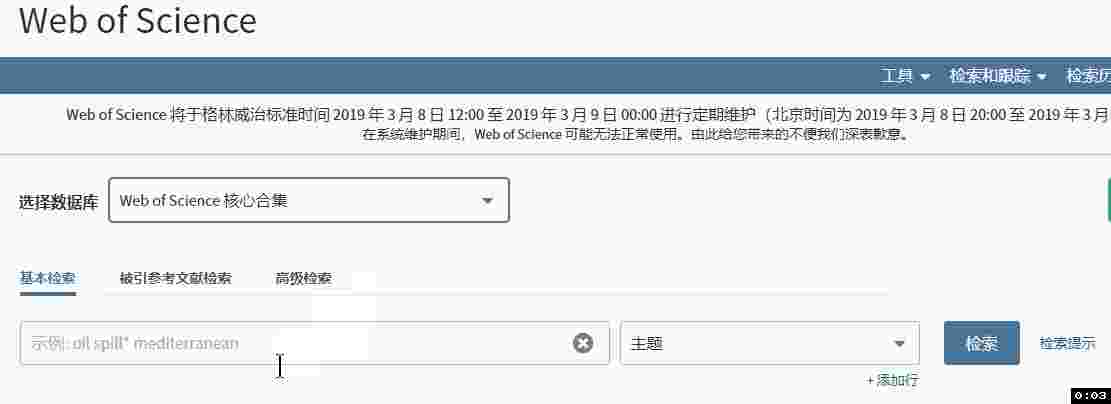 Web of Science
工具 检索和跟踪 检索历
Web of Science 将于格林威治标准时间 2019 年 3 月 8 日 12:00 至 2019 年 3 月 9 日 00:00 进行定期维护（北京时间为 2019 年 3 月 8 日 20:00 至 2019 年 3 月
在系统维护期间，Web of Science 可能无法正常使用。由此给您带来的不便我们深表歉意。
选择数据库 Web of Science 核心合集
基本检索 被引参考文献检索 高级检索
示例: oil spill* mediterranean 主题 检索 检索提示
+ 添加行
0:03